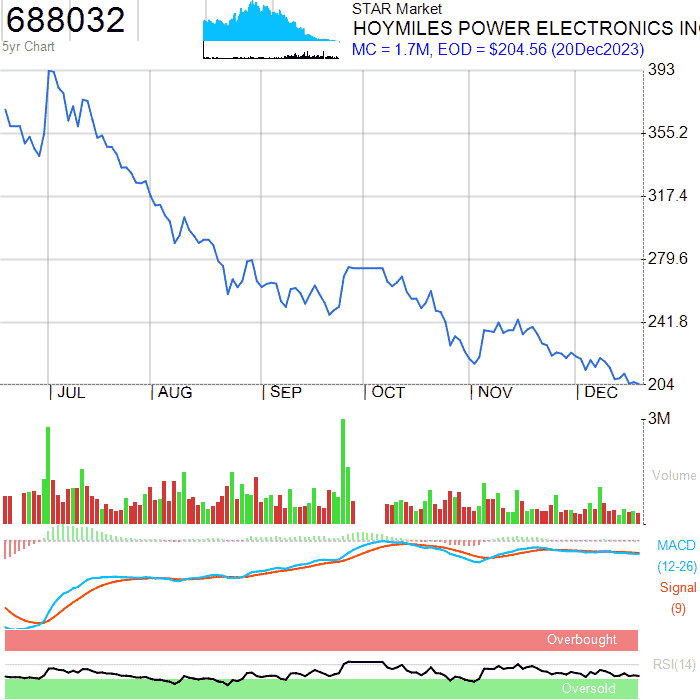 688032
5yr Chart
STAR Market
HOYMILES POWER ELECTRONICS IN
MC = 1.7M, EOD = $204.56 (20Dec2023)
393
355.2
317.4
279.6
241.8
204
JUL AUG SEP OCT NOV DEC
3M
Volume
MACD
(12-26)
Signal
(9)
Overbought
RSI(14)
Oversold